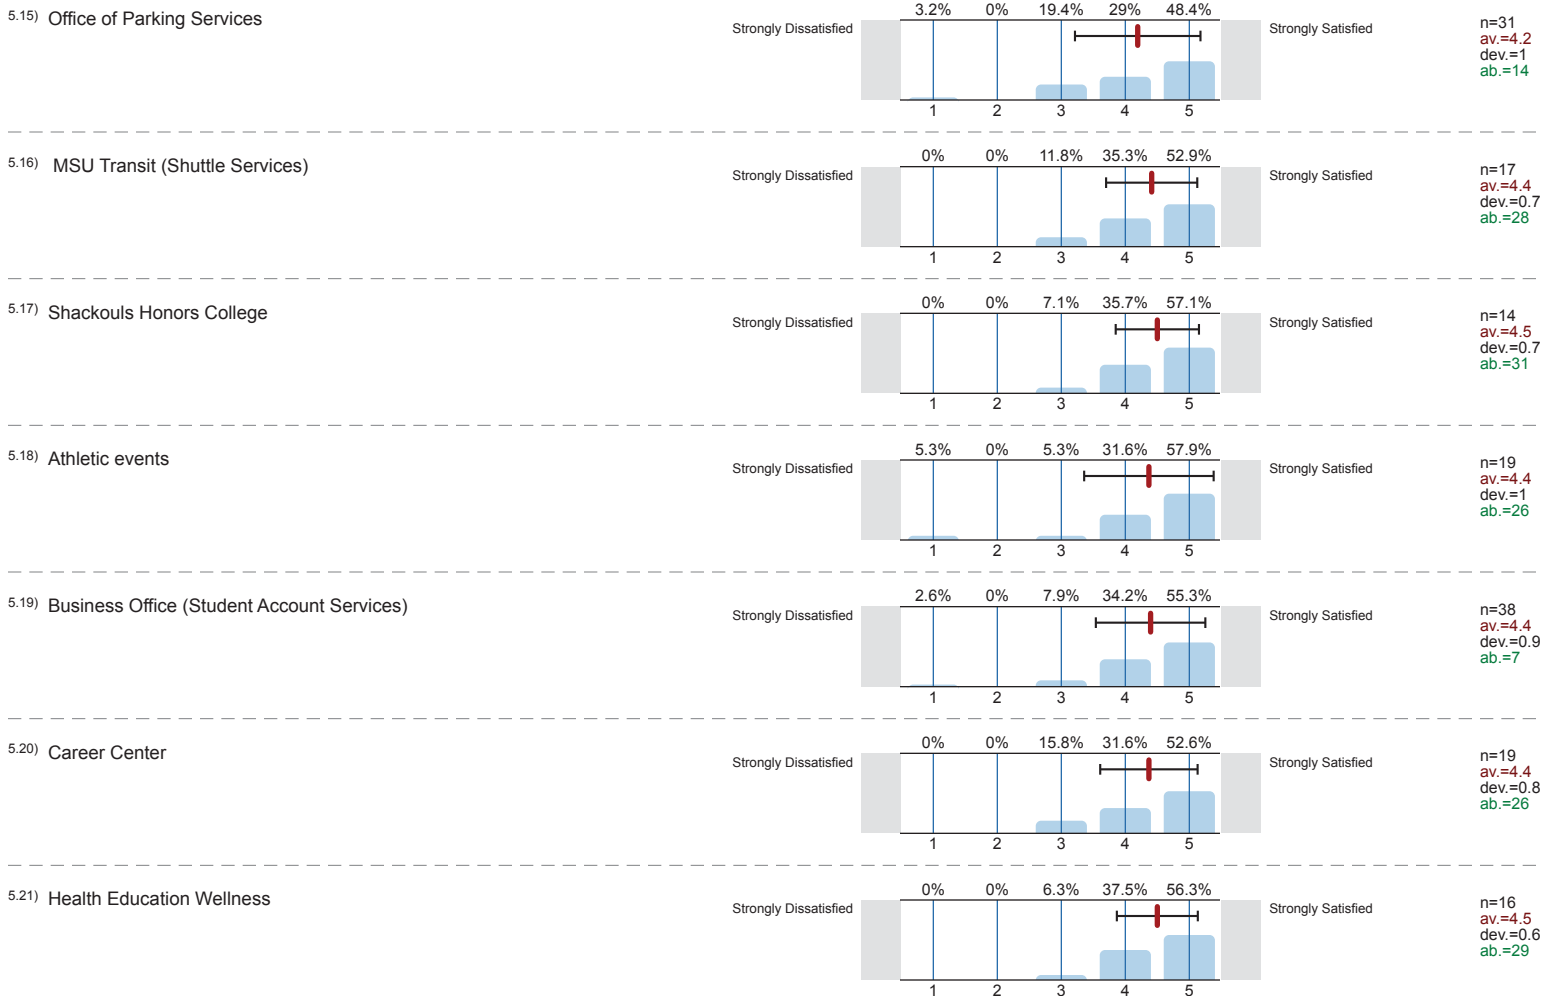 5.15) Office of Parking Services
3.2% 0% 19.4% 29% 48.4%
Strongly Dissatisfied Strongly Satisfied
n=31
av.=4.2
dev.=1
ab.=14
1 2 3 4 5
5.16) MSU Transit (Shuttle Services)
0% 0% 11.8% 35.3% 52.9%
Strongly Dissatisfied Strongly Satisfied
n=17
av.=4.4
dev.=0.7
ab.=28
1 2 3 4 5
5.17) Shackouls Honors College
0% 0% 7.1% 35.7% 57.1%
Strongly Dissatisfied Strongly Satisfied
n=14
av.=4.5
dev.=0.7
ab.=31
1 2 3 4 5
5.18) Athletic events
5.3% 0% 5.3% 31.6% 57.9%
Strongly Dissatisfied Strongly Satisfied
n=19
av.=4.4
dev.=1
ab.=26
1 2 3 4 5
5.19) Business Office (Student Account Services)
2.6% 0% 7.9% 34.2% 55.3%
Strongly Dissatisfied Strongly Satisfied
n=38
av.=4.4
dev.=0.9
ab.=7
1 2 3 4 5
5.20) Career Center
0% 0% 15.8% 31.6% 52.6%
Strongly Dissatisfied Strongly Satisfied
n=19
av.=4.4
dev.=0.8
ab.=26
1 2 3 4 5
5.21) Health Education Wellness
0% 0% 6.3% 37.5% 56.3%
Strongly Dissatisfied Strongly Satisfied
n=16
av.=4.5
dev.=0.6
ab.=29
1 2 3 4 5